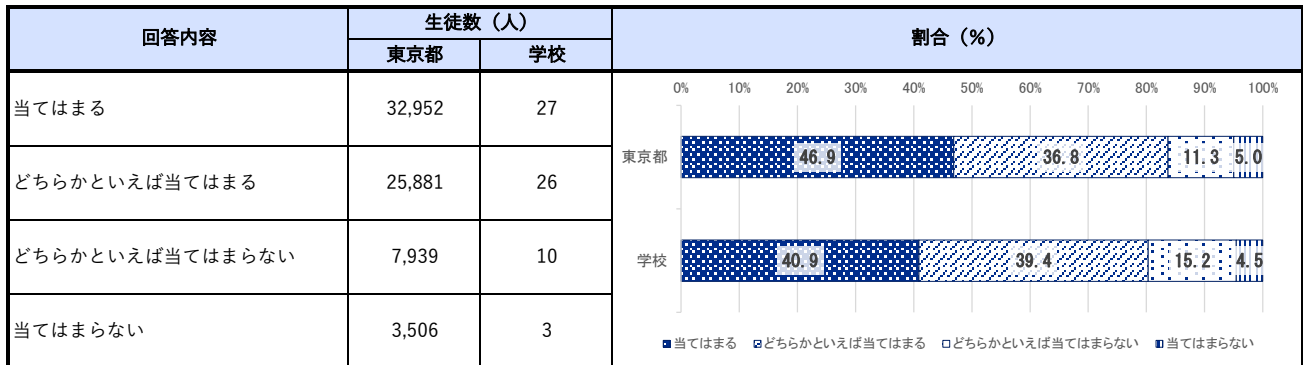 回答内容
生徒数（人）
割合（%）
東京都 学校
当てはまる 32,952 27
どちらかといえば当てはまる 25,881 26
どちらかといえば当てはまらない 7,939 10
当てはまらない 3,506 3
0% 10% 20% 30% 40% 50% 60% 70% 80% 90% 100%
東京都 46.9 36.8 11.3 5.0
学校 40.9 39.4 15.2 4.5
当てはまる どちらかといえば当てはまる どちらかといえば当てはまらない 当てはまらない